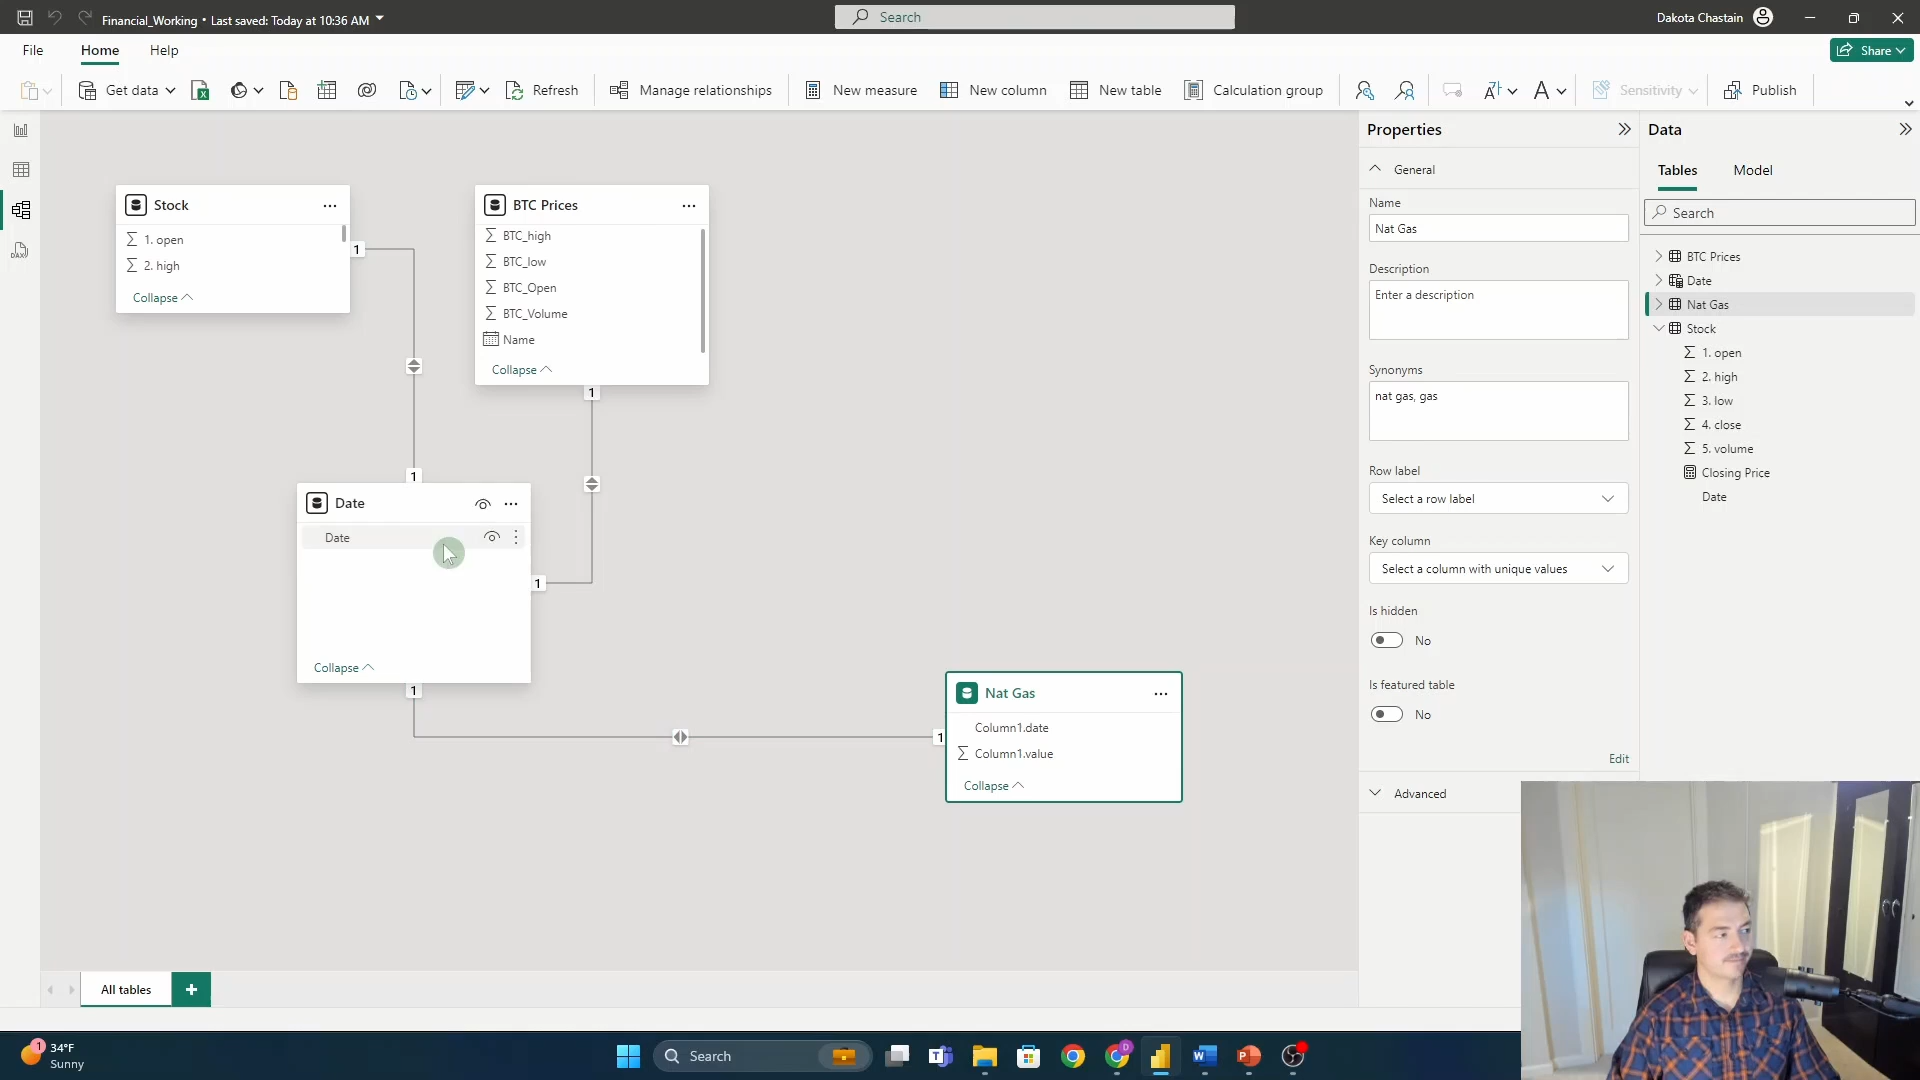 Financial_Working • Last saved: Today at 10:36 AM
Search
Dakota Chastain
File
Home
Help
Share
Get data
Refresh
Manage relationships
New measure
New column
New table
Calculation group
Sensitivity
Publish
Stock
1. open
2. high
Collapse
1
BTC Prices
BTC_high
BTC_low
BTC_Open
BTC_Volume
Name
Collapse
1
1
Date
Date
Collapse
1
1
1
Nat Gas
Column1.date
Column1.value
Collapse
All tables
Properties
General
Name
Nat Gas
Description
Enter a description
Synonyms
nat gas, gas
Row label
Select a row label
Key column
Select a column with unique values
Is hidden
No
Is featured table
No
Edit
Advanced
Data
Tables
Model
Search
BTC Prices
Date
Nat Gas
Stock
1. open
2. high
3. low
4. close
5. volume
Closing Price
Date
DAX
1
34°F
Sunny
Search
D